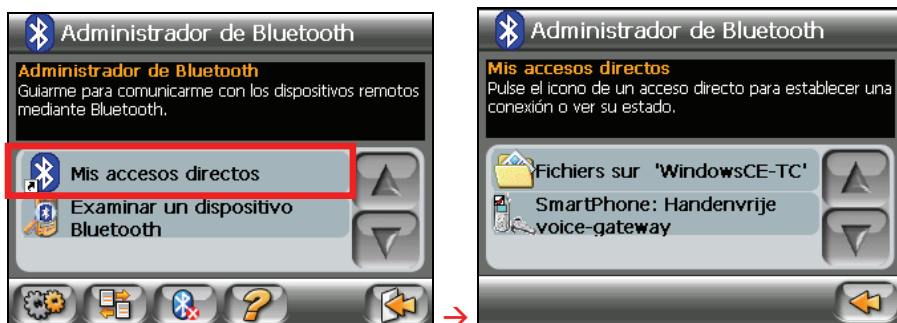 Administrador de Bluetooth
Administrador de Bluetooth
Guiarme para comunicarme con los dispositivos remotos
mediante Bluetooth.
Mis accesos directos
Examinar un dispositivo
Bluetooth
→
Administrador de Bluetooth
Mis accesos directos
Pulse el icono de un acceso directo para establecer una
conexión o ver su estado.
Fichiers sur 'WindowsCE-TC'
SmartPhone: Handenvrije
voice-gateway